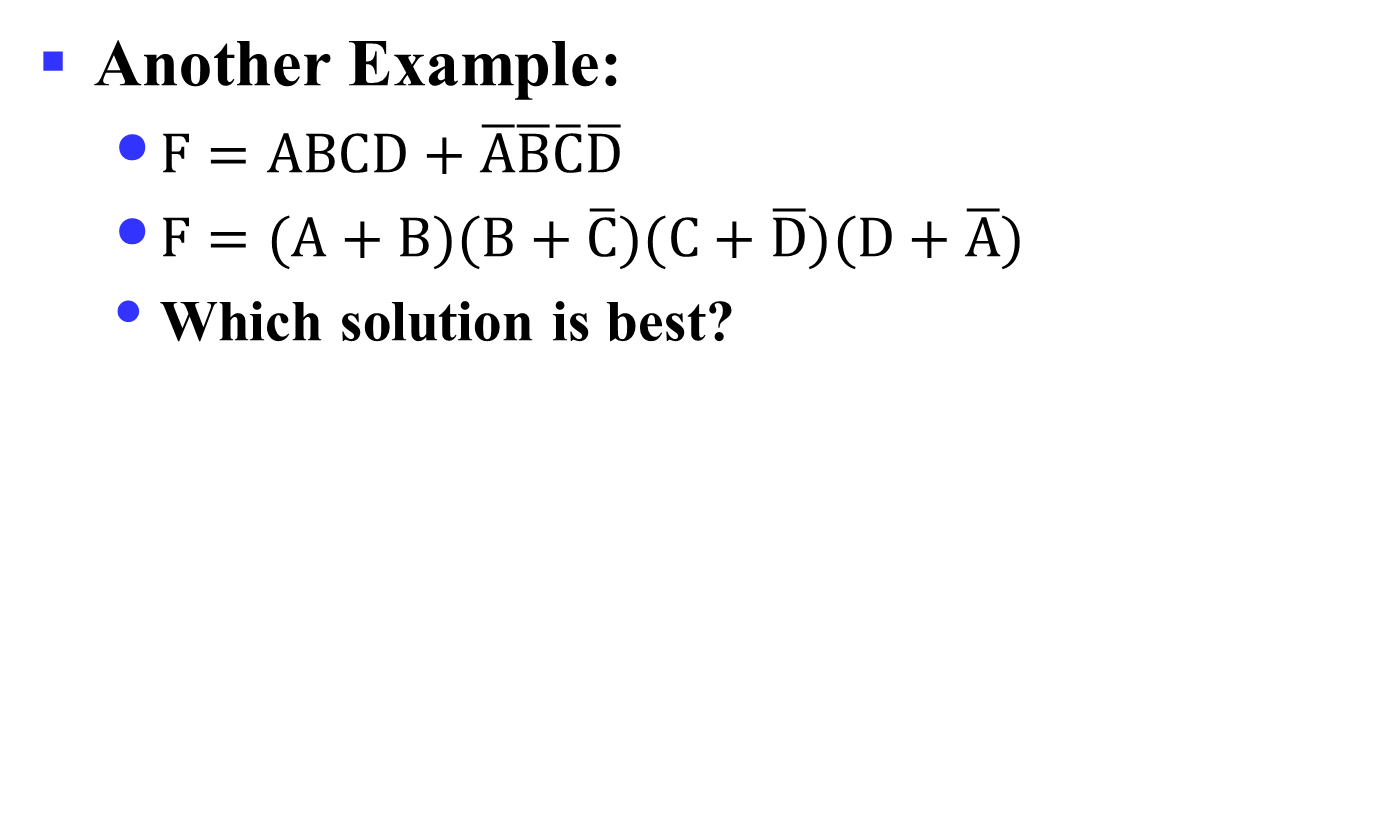 Another Example:
F = ABCD + A̅B̅C̅D̅
F = (A + B)(B + C̅)(C + D̅)(D + A̅)
Which solution is best?